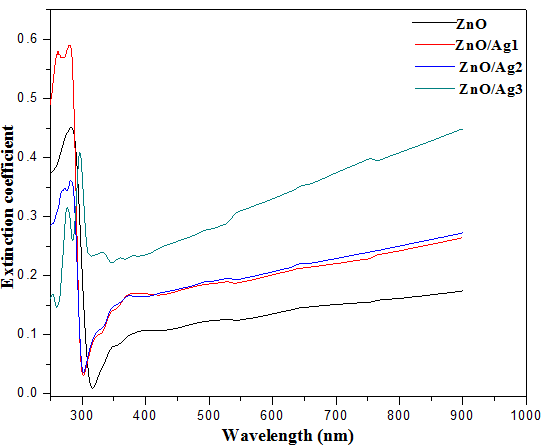 ZnO
ZnO/Ag1
ZnO/Ag2
ZnO/Ag3
0.6
0.5
0.4
0.3
0.2
0.1
0.0
Extinction coefficient
300 400 500 600 700 800 900 1000
Wavelength (nm)